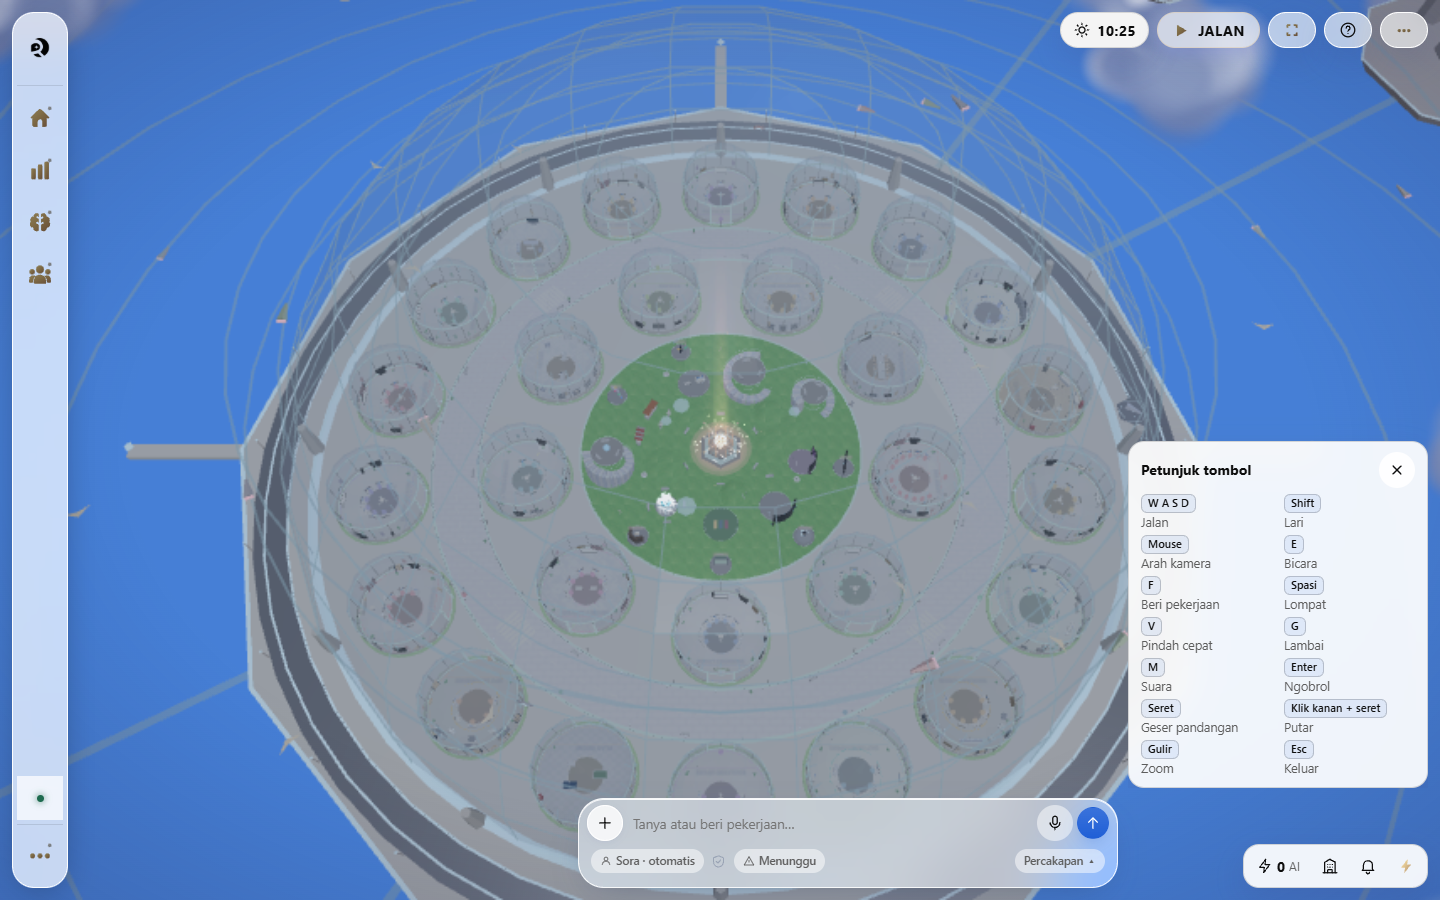 10:25
JALAN
Petunjuk tombol
W A S D
Shift
Jalan
Lari
Mouse
E
Arah kamera
Bicara
F
Spasi
Beri pekerjaan
Lompat
V
G
Pindah cepat
Lambai
M
Enter
Suara
Ngobrol
Seret
Klik kanan + seret
Geser pandangan
Putar
Gulir
Esc
Zoom
Keluar
Tanya atau beri pekerjaan...
Sora · otomatis
Menunggu
Percakapan
0 AI